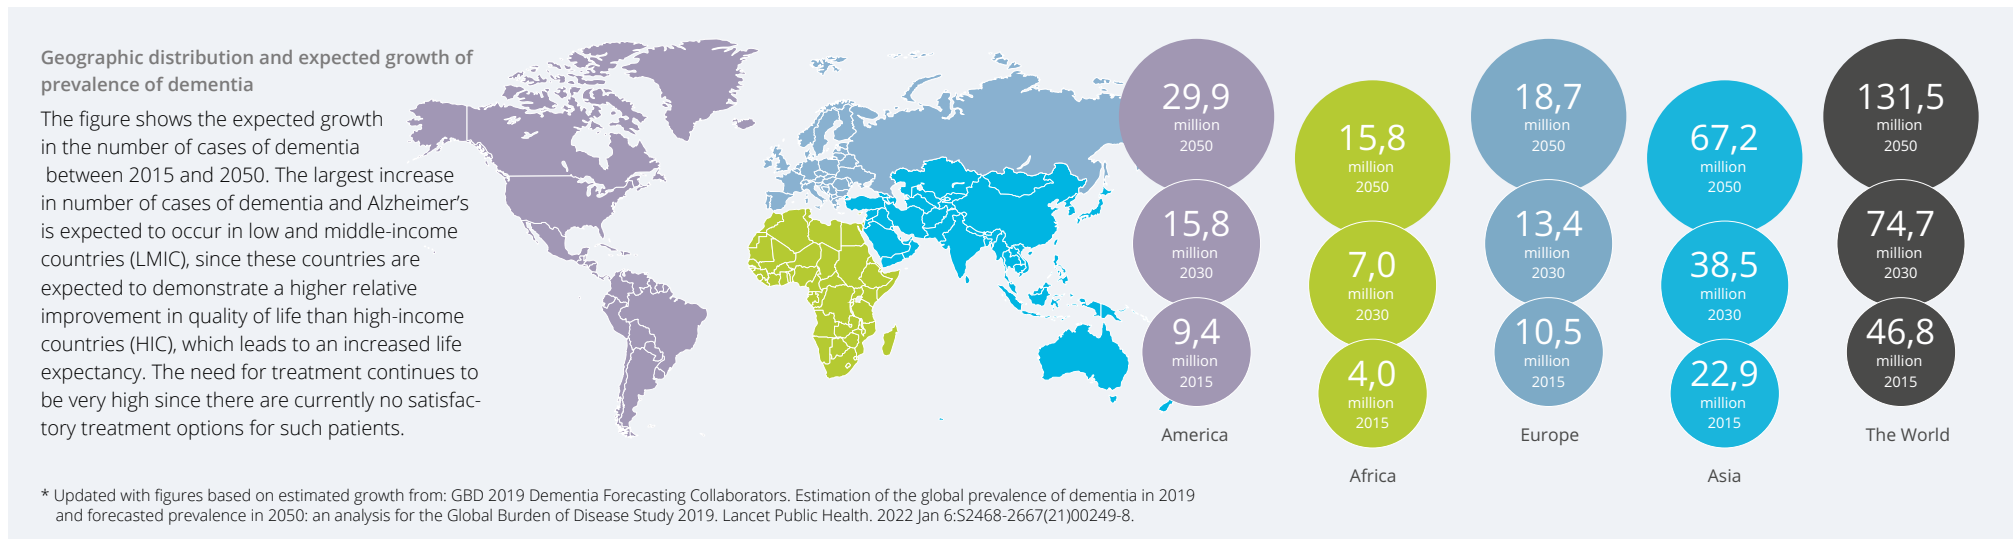 Geographic distribution and expected growth of
prevalence of dementia
The figure shows the expected growth
in the number of cases of dementia
between 2015 and 2050. The largest increase
in number of cases of dementia and Alzheimer’s
is expected to occur in low and middle-income
countries (LMIC), since these countries are
expected to demonstrate a higher relative
improvement in quality of life than high-income
countries (HIC), which leads to an increased life
expectancy. The need for treatment continues to
be very high since there are currently no satisfac-
tory treatment options for such patients.
29,9
million
2050
15,8
million
2030
9,4
million
2015
America
15,8
million
2050
7,0
million
2030
4,0
million
2015
Africa
18,7
million
2050
13,4
million
2030
10,5
million
2015
Europe
67,2
million
2050
38,5
million
2030
22,9
million
2015
Asia
131,5
million
2050
74,7
million
2030
46,8
million
2015
The World
* Updated with figures based on estimated growth from: GBD 2019 Dementia Forecasting Collaborators. Estimation of the global prevalence of dementia in 2019
and forecasted prevalence in 2050: an analysis for the Global Burden of Disease Study 2019. Lancet Public Health. 2022 Jan 6:S2468-2667(21)00249-8.